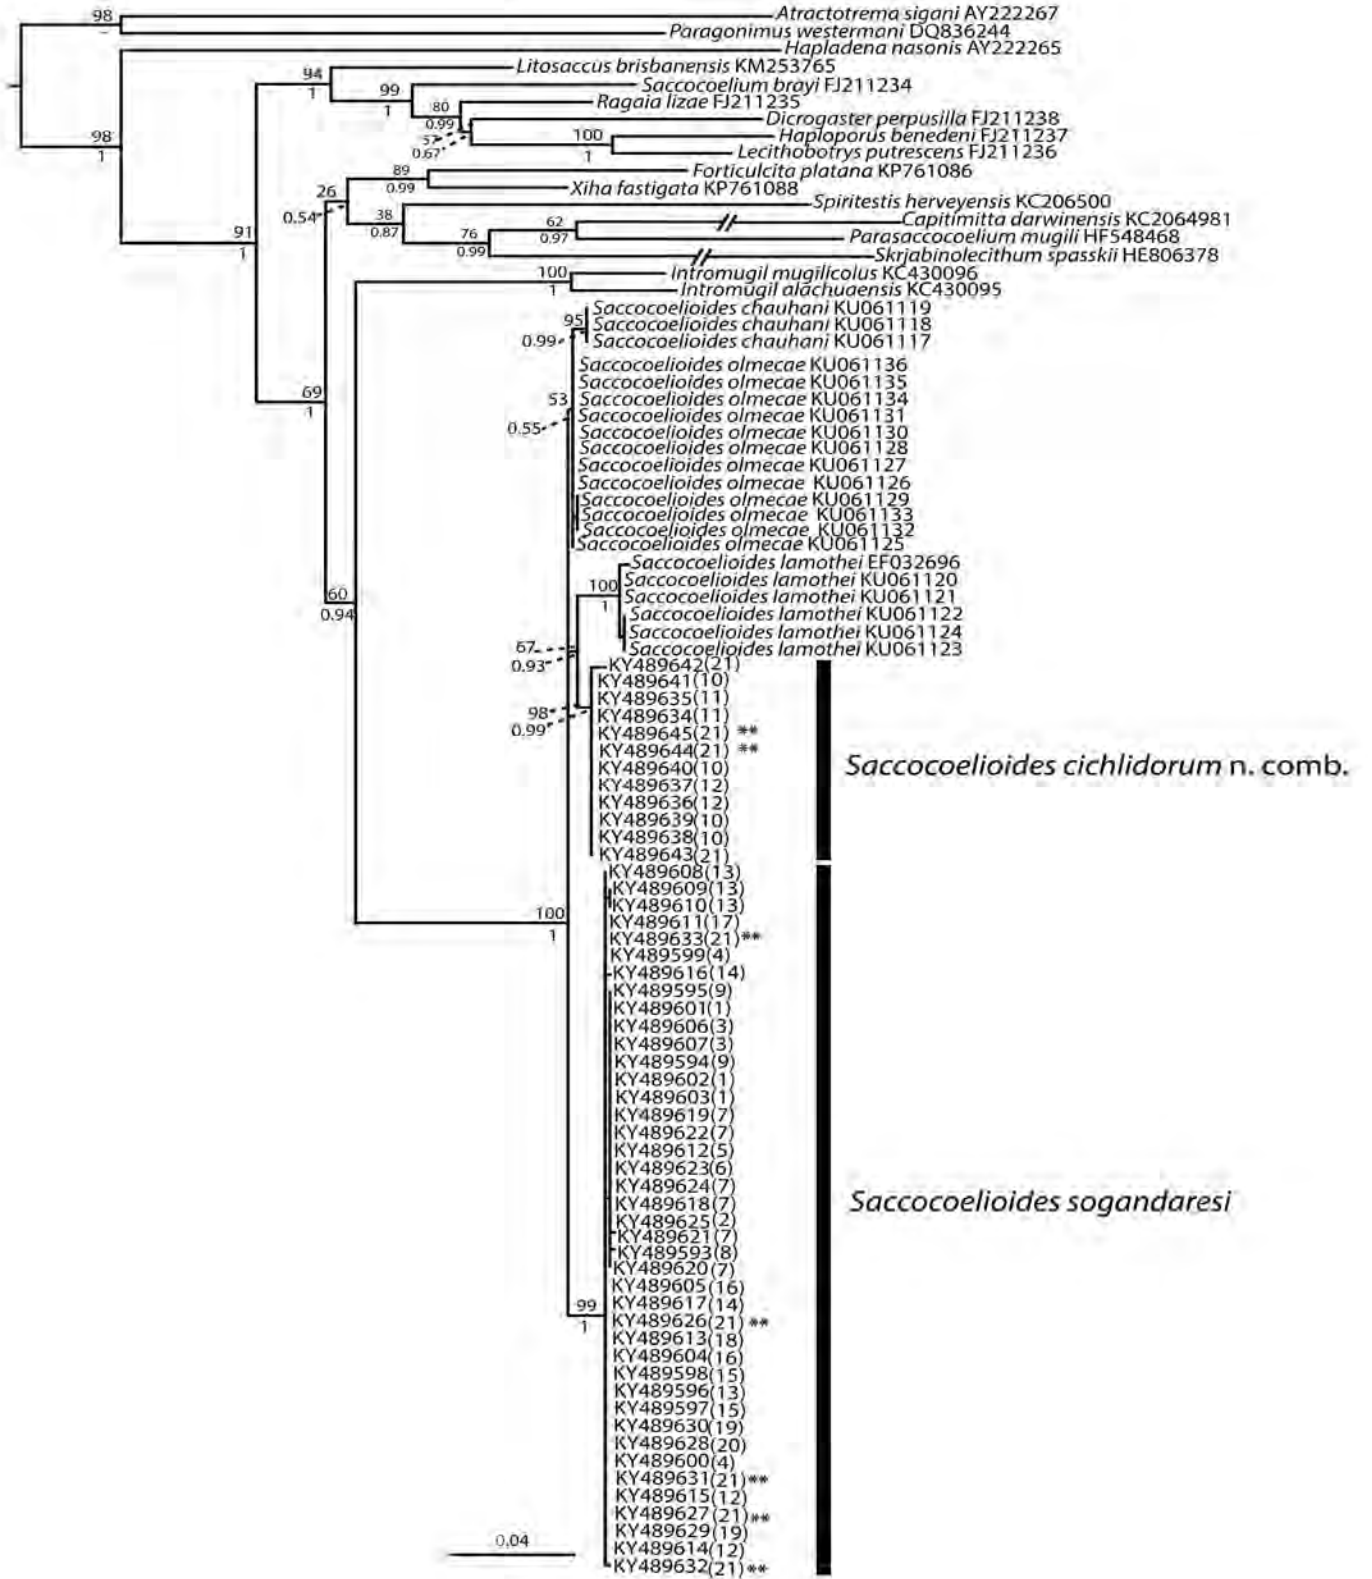 98
–
Atractotrema sigani AY222267
Paragonimus westermani DQ836244
Hapladena nasonis AY222265
94
1
Litosaccus brisbanensis KM253765
99
1
Saccocoelium brayi FJ211234
80
0.99
Ragaia lizae FJ211235
57
0.67
Dicrogaster perpusilla FJ211238
100
1
Haploporus benedeni FJ211237
Lecithobotrys putrescens FJ211236
98
1
89
0.99
Forticulcita platana KP761086
Xiha fastigata KP761088
26
0.54
38
0.87
Spiritestis herveyensis KC206500
62
0.97
Capitimitta darwinensis KC2064981
Parasaccocoelium mugili HF548468
76
0.99
Skrjabinolecithum spasskii HE806378
91
1
100
1
Intromugil mugilicolus KC430096
Intromugil alachuaensis KC430095
95
0.99
Saccocoelioides chauhani KU061119
Saccocoelioides chauhani KU061118
Saccocoelioides chauhani KU061117
69
1
53
0.55
Saccocoelioides olmecae KU061136
Saccocoelioides olmecae KU061135
Saccocoelioides olmecae KU061134
Saccocoelioides olmecae KU061131
Saccocoelioides olmecae KU061130
Saccocoelioides olmecae KU061128
Saccocoelioides olmecae KU061127
Saccocoelioides olmecae KU061126
Saccocoelioides olmecae KU061129
Saccocoelioides olmecae KU061133
Saccocoelioides olmecae KU061132
Saccocoelioides olmecae KU061125
60
0.94
100
1
Saccocoelioides lamothei EF032696
Saccocoelioides lamothei KU061120
Saccocoelioides lamothei KU061121
Saccocoelioides lamothei KU061122
Saccocoelioides lamothei KU061124
Saccocoelioides lamothei KU061123
67
0.93
98
0.99
KY489642(21)
KY489641(10)
KY489635(11)
KY489634(11)
KY489645(21) **
KY489644(21) **
KY489640(10)
KY489637(12)
KY489636(12)
KY489639(10)
KY489638(10)
KY489643(21)
Saccocoelioides cichlidorum n. comb.
100
1
KY489608(13)
KY489609(13)
KY489610(13)
KY489611(17)
KY489633(21)**
KY489599(4)
KY489616(14)
KY489595(9)
KY489601(1)
KY489606(3)
KY489607(3)
KY489594(9)
KY489602(1)
KY489603(1)
KY489619(7)
KY489622(7)
KY489612(5)
KY489623(6)
KY489624(7)
KY489618(7)
KY489625(2)
KY489621(7)
KY489593(8)
KY489620(7)
KY489605(16)
KY489617(14)
KY489626(21) **
KY489613(18)
KY489604(16)
KY489598(15)
KY489596(13)
KY489597(15)
KY489630(19)
KY489628(20)
KY489600(4)
KY489631(21)**
KY489615(12)
KY489627(21)**
KY489629(19)
KY489614(12)
KY489632(21) **
Saccocoelioides sogandaresi
99
1
0,04